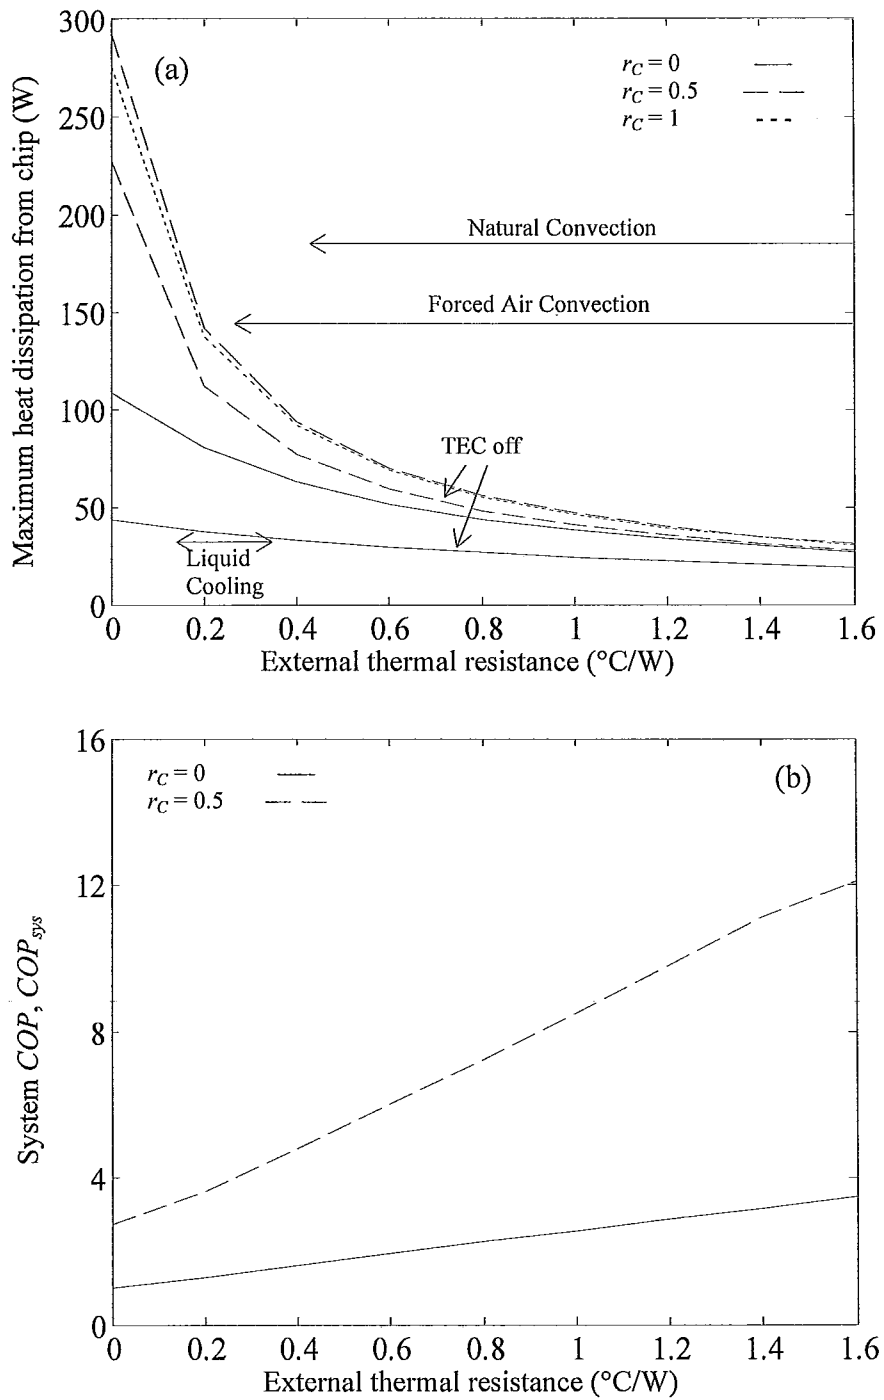 300
250
200
150
100
50
0
Maximum heat dissipation from chip (W)
(a)
r_C = 0
r_C = 0.5
r_C = 1
Natural Convection
Forced Air Convection
TEC off
Liquid
Cooling
0 0.2 0.4 0.6 0.8 1 1.2 1.4 1.6
External thermal resistance (°C/W)
16
12
8
4
0
System COP, COP_sys
r_C = 0
r_C = 0.5
(b)
0 0.2 0.4 0.6 0.8 1 1.2 1.4 1.6
External thermal resistance (°C/W)